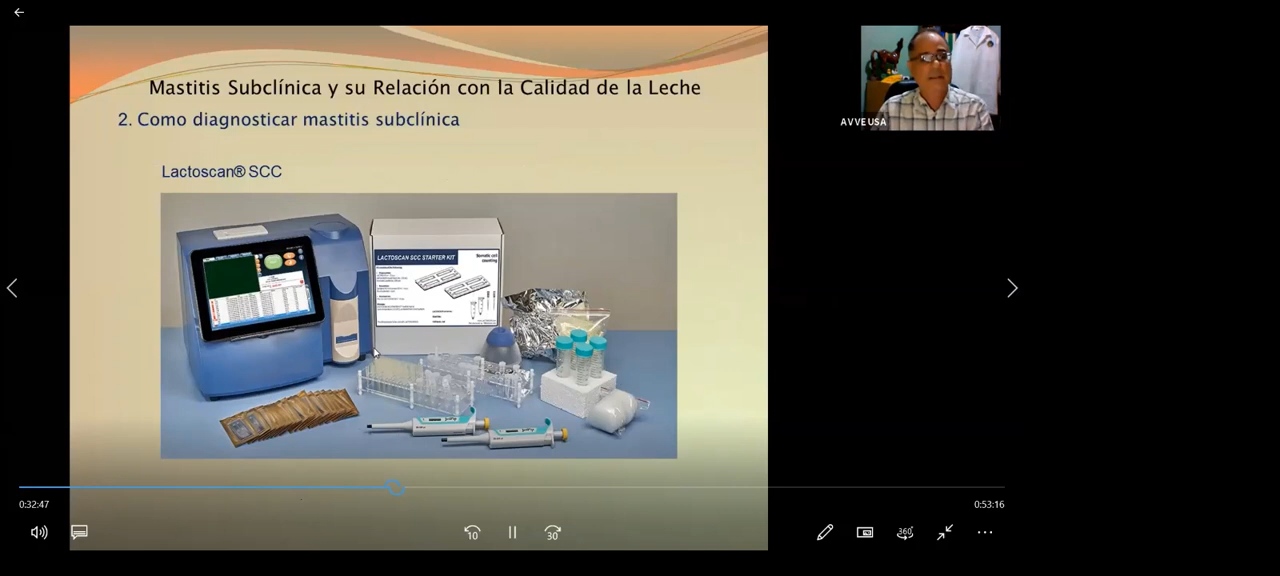 Mastitis Subclínica y su Relación con la Calidad de la Leche
2. Como diagnosticar mastitis subclínica
Lactoscan® SCC
LACTOSCAN SCC STARTER KIT
Somatic cell
counting
AVVEUSA
0:32:47
0:53:16
10
30
360°